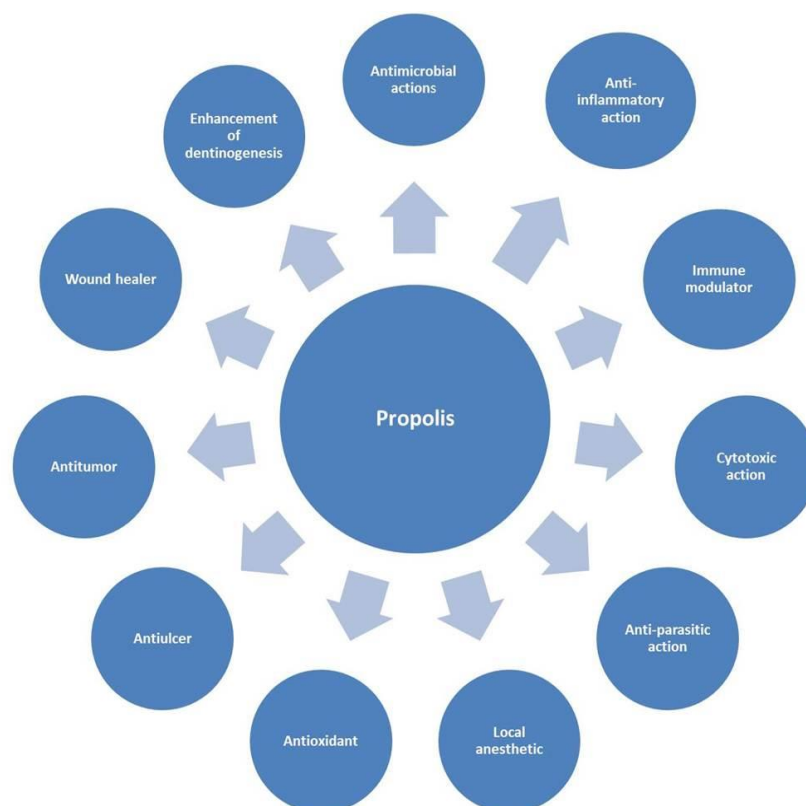 Antimicrobial
actions
Anti-
inflammatory
action
Immune
modulator
Cytotoxic
action
Anti-parasitic
action
Local
anesthetic
Antioxidant
Antiulcer
Antitumor
Wound healer
Enhancement
of
dentinogenesis
Propolis